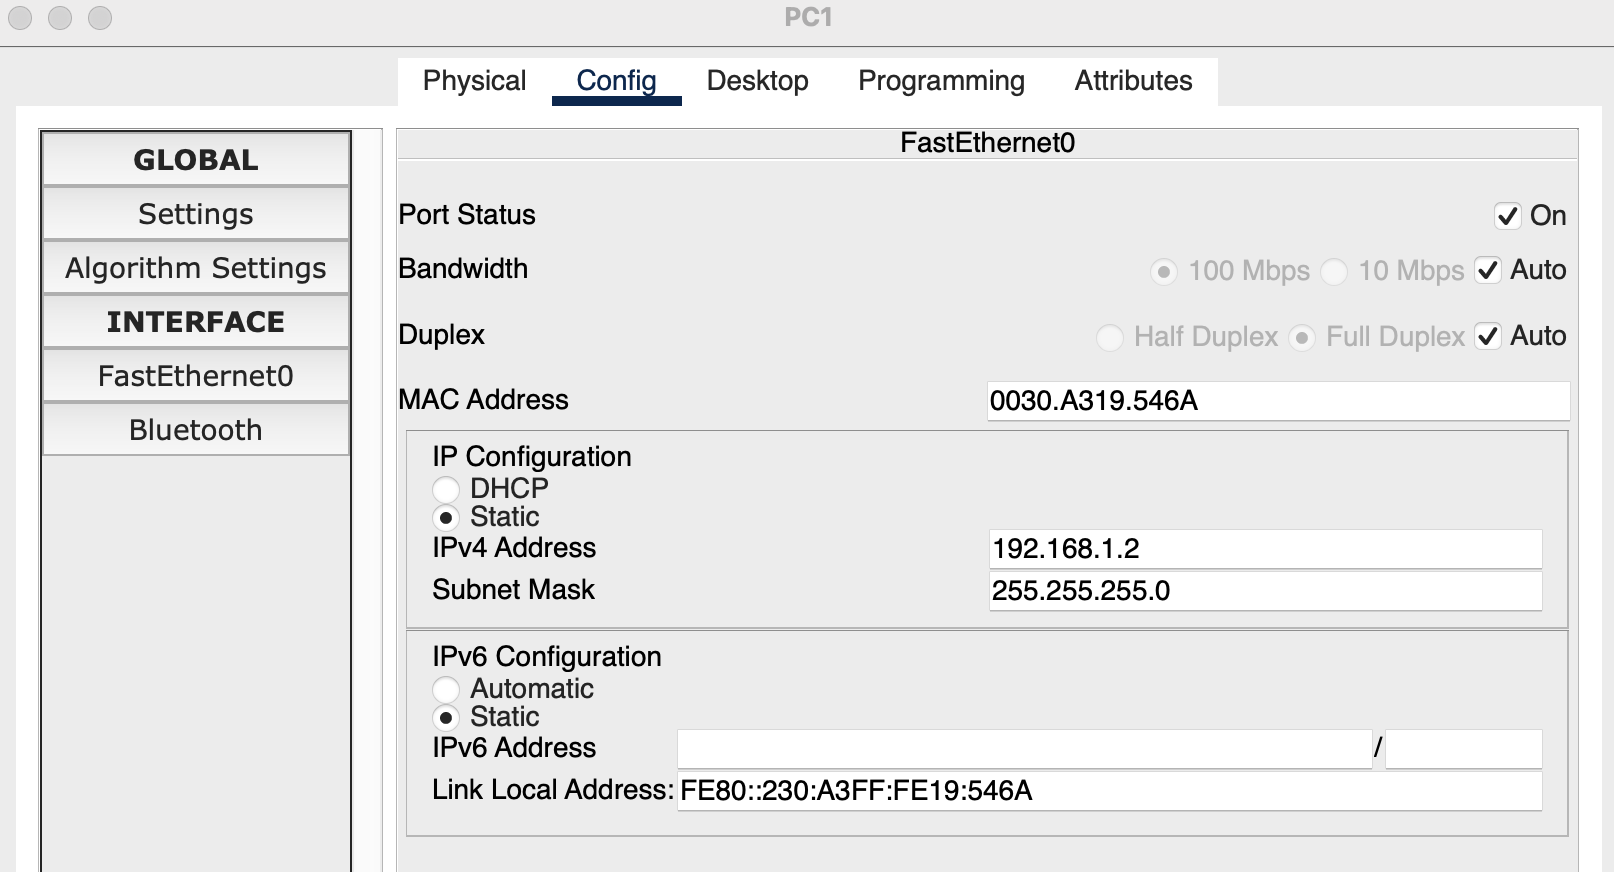 PC1
Physical Config Desktop Programming Attributes
GLOBAL
Settings
Algorithm Settings
INTERFACE
FastEthernet0
Bluetooth
FastEthernet0
Port Status On
Bandwidth 100 Mbps 10 Mbps Auto
Duplex Half Duplex Full Duplex Auto
MAC Address 0030.A319.546A
IP Configuration
DHCP
Static
IPv4 Address 192.168.1.2
Subnet Mask 255.255.255.0
IPv6 Configuration
Automatic
Static
IPv6 Address /
Link Local Address: FE80::230:A3FF:FE19:546A